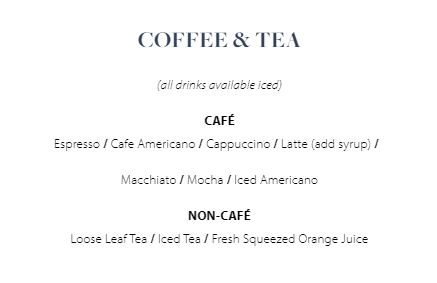 COFFEE & TEA
(all drinks available iced)
CAFÉ
Espresso / Cafe Americano / Cappuccino / Latte (add syrup) /
Macchiato / Mocha / Iced Americano
NON-CAFÉ
Loose Leaf Tea / Iced Tea / Fresh Squeezed Orange Juice